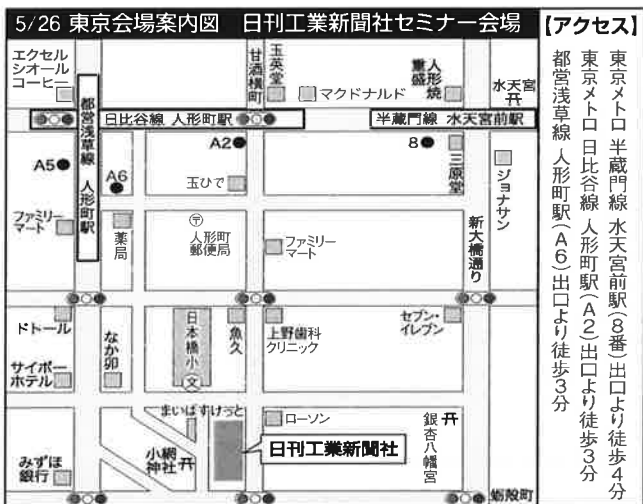 5/26 東京会場案内図 日刊工業新聞社セミナー会場
【アクセス】
東京メトロ 半蔵門線 水天宮前駅(8番)出口より徒歩4分
東京メトロ 日比谷線 人形町駅(A2)出口より徒歩3分
都営浅草線 人形町駅(A6)出口より徒歩3分
エクセル
シオール
コーヒー
甘酒横町
玉英堂
マクドナルド
人形焼
重盛
水天宮
都営浅草線 人形町駅
日比谷線 人形町駅
半蔵門線 水天宮前駅
A5
A6
A2
8
玉ひで
三原堂
ジョナサン
ファミリー
マート
薬局
〒
人形町
郵便局
ファミリー
マート
新大橋通り
ドトール
なか卯
日本橋小
文
魚久
上野歯科
クリニック
セブン・
イレブン
サイボー
ホテル
まいばすけっと
ローソン
銀杏八幡宮
小網
神社
日刊工業新聞社
みずほ
銀行
蛎殻町